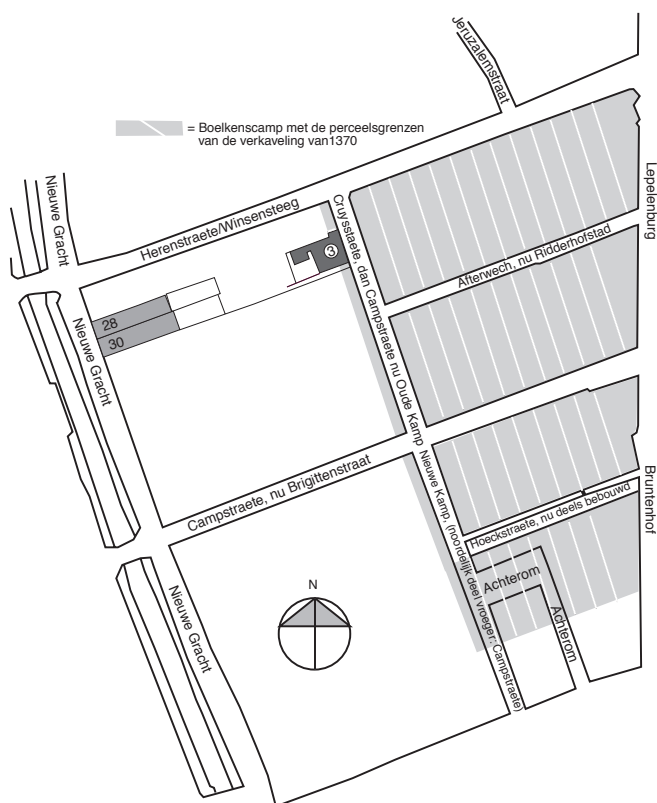 Jeruzalemstraat
= Boelkenscamp met de perceelsgrenzen
van de verkaveling van1370
Nieuwe Gracht
Herenstraete/Winsensteeg
Lepelenburg
Cruysstaete, dan Campstraete nu Oude Kamp
3
Afterwech, nu Ridderhofstad
28
30
Nieuwe Gracht
Campstraete, nu Brigittenstraat
Nieuwe Kamp, (noordelijk deel vroeger: Campstraete)
Bruntenhof
Hoeckstraete, nu deels bebouwd
Achterom
Achterom
N
Nieuwe Gracht